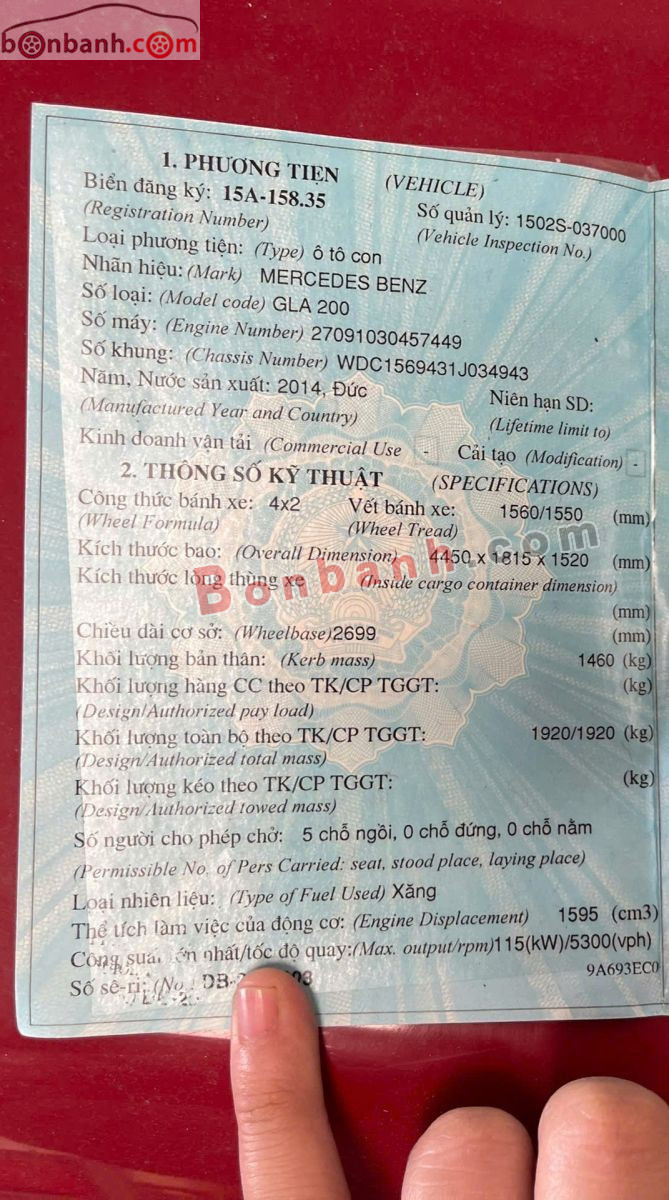 bonbanh.com
1. PHƯƠNG TIỆN (VEHICLE)
Biển đăng ký: 15A-158.35 Số quản lý: 1502S-037000
(Registration Number) (Vehicle Inspection No.)
Loại phương tiện: (Type) ô tô con
Nhãn hiệu: (Mark) MERCEDES BENZ
Số loại: (Model code) GLA 200
Số máy: (Engine Number) 27091030457449
Số khung: (Chassis Number) WDC1569431J034943
Năm, Nước sản xuất: 2014, Đức Niên hạn SD:
(Manufactured Year and Country) (Lifetime limit to)
Kinh doanh vận tải (Commercial Use - Cải tạo (Modification) -
2. THÔNG SỐ KỸ THUẬT (SPECIFICATIONS)
Công thức bánh xe: 4x2 Vết bánh xe: 1560/1550 (mm)
(Wheel Formula) (Wheel Tread)
Kích thước bao: (Overall Dimension) 4450 x 1815 x 1520 (mm)
Kích thước lòng thùng xe (Inside cargo container dimension)
Bonbanh.com
(mm)
Chiều dài cơ sở: (Wheelbase)2699 (mm)
Khối lượng bản thân: (Kerb mass) 1460 (kg)
Khối lượng hàng CC theo TK/CP TGGT: (kg)
(Design/Authorized pay load)
Khối lượng toàn bộ theo TK/CP TGGT: 1920/1920 (kg)
(Design/Authorized total mass)
Khối lượng kéo theo TK/CP TGGT: (kg)
(Design/Authorized towed mass)
Số người cho phép chở: 5 chỗ ngồi, 0 chỗ đứng, 0 chỗ nằm
(Permissible No. of Pers Carried: seat, stood place, laying place)
Loại nhiên liệu: (Type of Fuel Used) Xăng
Thể tích làm việc của động cơ: (Engine Displacement) 1595 (cm3)
Công nhất/tốc độ quay:(Max. output/rpm)115(kW)/5300(vph)
Số sê-ri: (No. 9A693EC0